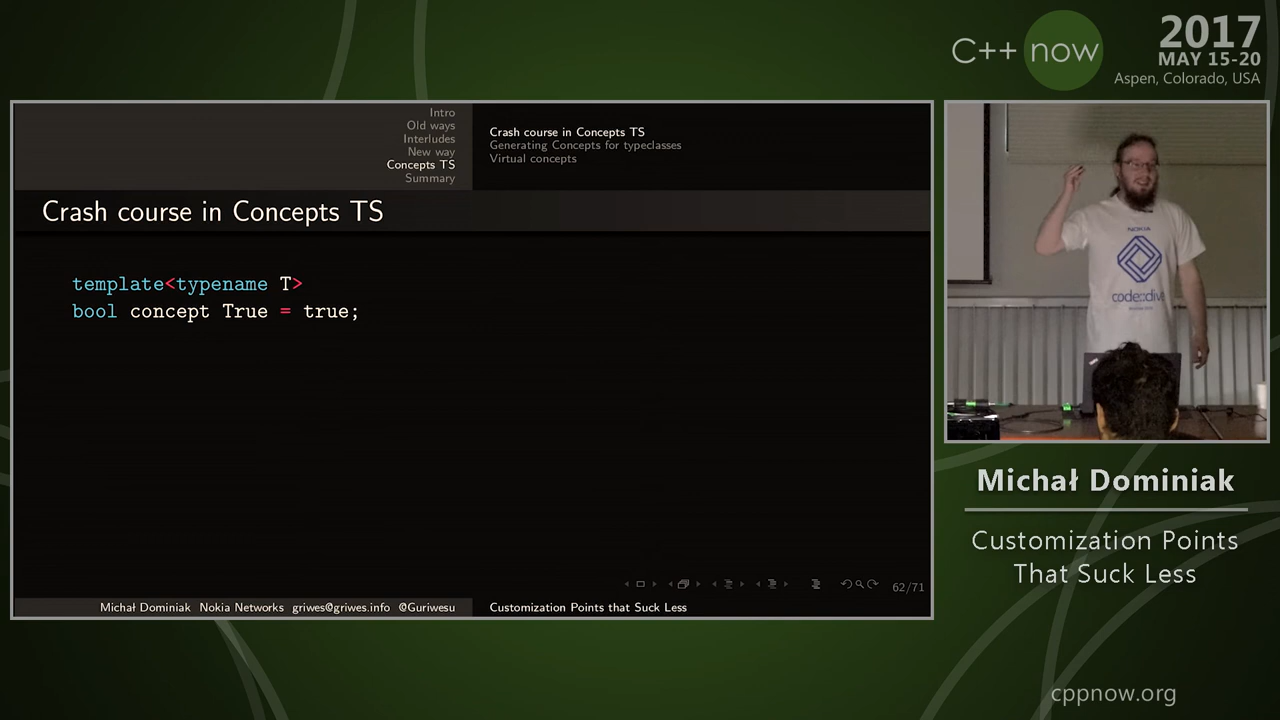 C++ now
2017
MAY 15-20
Aspen, Colorado, USA
Intro
Old ways
Interludes
New way
Concepts TS
Summary
Crash course in Concepts TS
Generating Concepts for typeclasses
Virtual concepts
Crash course in Concepts TS
template<typename T>
bool concept True = true;
62/71
Michał Dominiak Nokia Networks griwes@griwes.info @Guriwesu
Customization Points that Suck Less
NOKIA
code::dive
Michał Dominiak
Customization Points
That Suck Less
cppnow.org